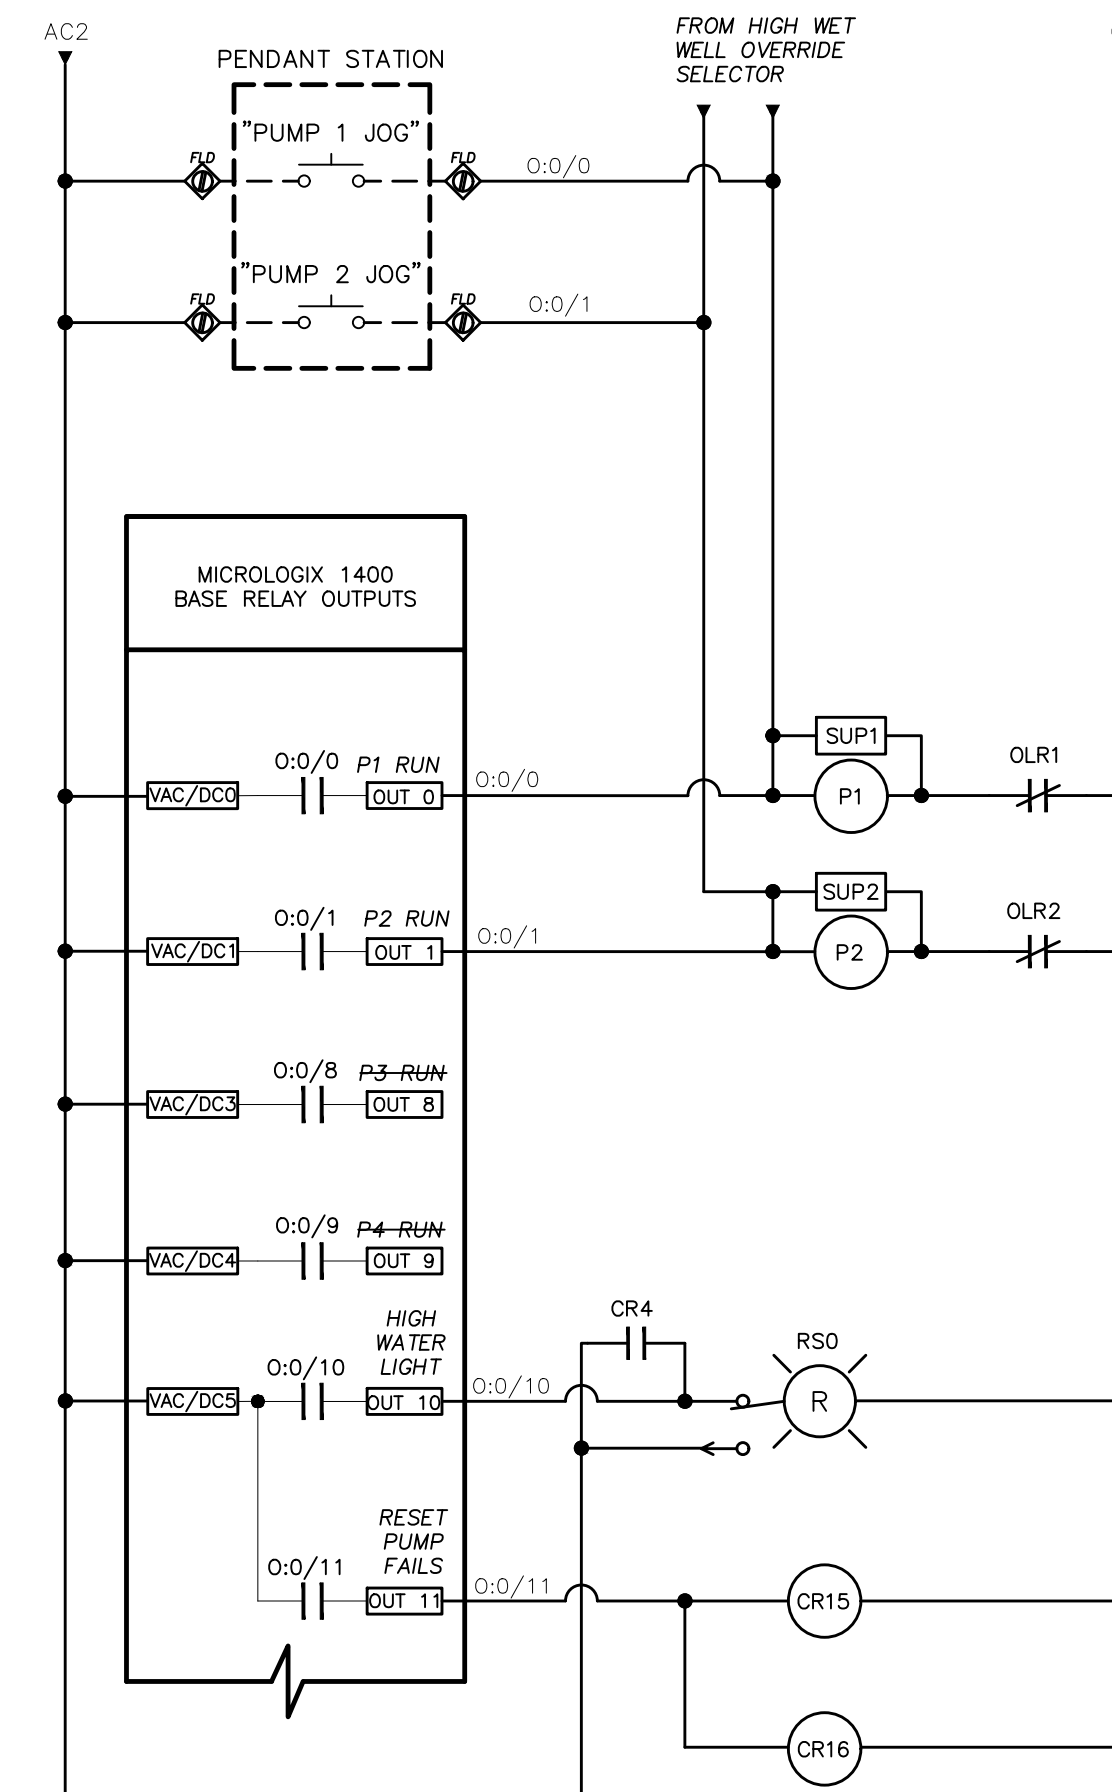 AC2
FROM HIGH WET
WELL OVERRIDE
SELECTOR
PENDANT STATION
"PUMP 1 JOG"
FLD
FLD
O:0/0
"PUMP 2 JOG"
FLD
FLD
O:0/1
MICROLOGIX 1400
BASE RELAY OUTPUTS
SUP1
O:0/0
P1 RUN
O:0/0
OLR1
VAC/DC0
OUT 0
P1
SUP2
O:0/1
P2 RUN
O:0/1
OLR2
VAC/DC1
OUT 1
P2
O:0/8
P3 RUN
VAC/DC3
OUT 8
O:0/9
P4 RUN
VAC/DC4
OUT 9
HIGH
WATER
LIGHT
CR4
RS0
O:0/10
O:0/10
VAC/DC5
OUT 10
R
RESET
PUMP
FAILS
O:0/11
O:0/11
OUT 11
CR15
CR16